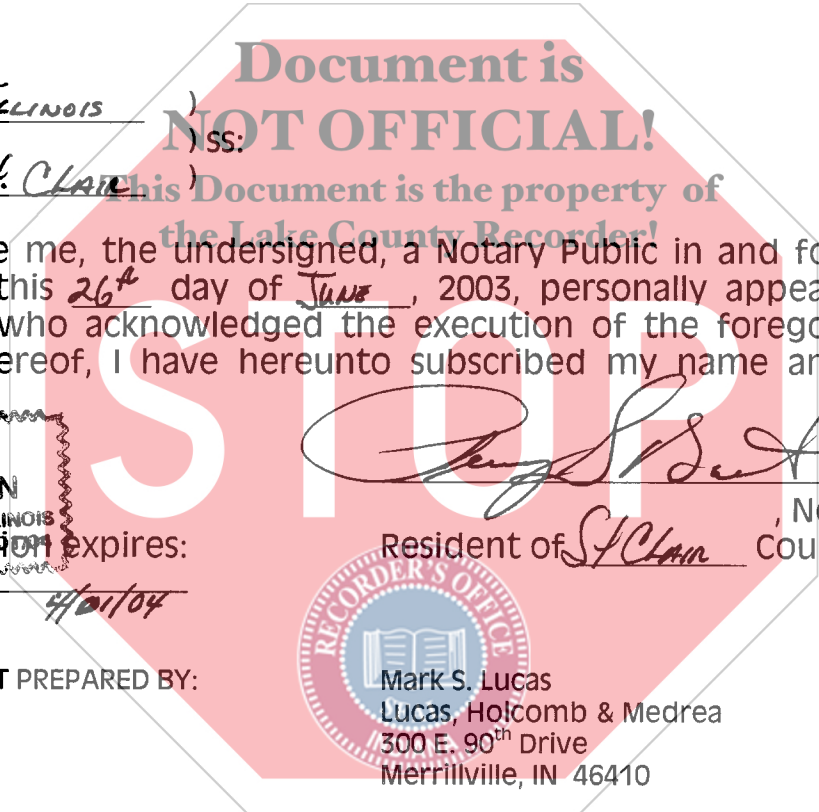 Document is
NOT OFFICIAL!
This Document is the property of
the Lake County Recorder!
ILLINOIS )
) SS:
CLAIR )
e me, the undersigned, a Notary Public in and fo
this 26th day of JUNE, 2003, personally appea
who acknowledged the execution of the forego
ereof, I have hereunto subscribed my name an
STOP
N
INOIS
, No
ion expires:
Resident of St CLAIR Cou
4/01/04
RECORDER'S OFFICE
INDIANA
T PREPARED BY:
Mark S. Lucas
Lucas, Holcomb & Medrea
300 E. 90th Drive
Merrillville, IN 46410